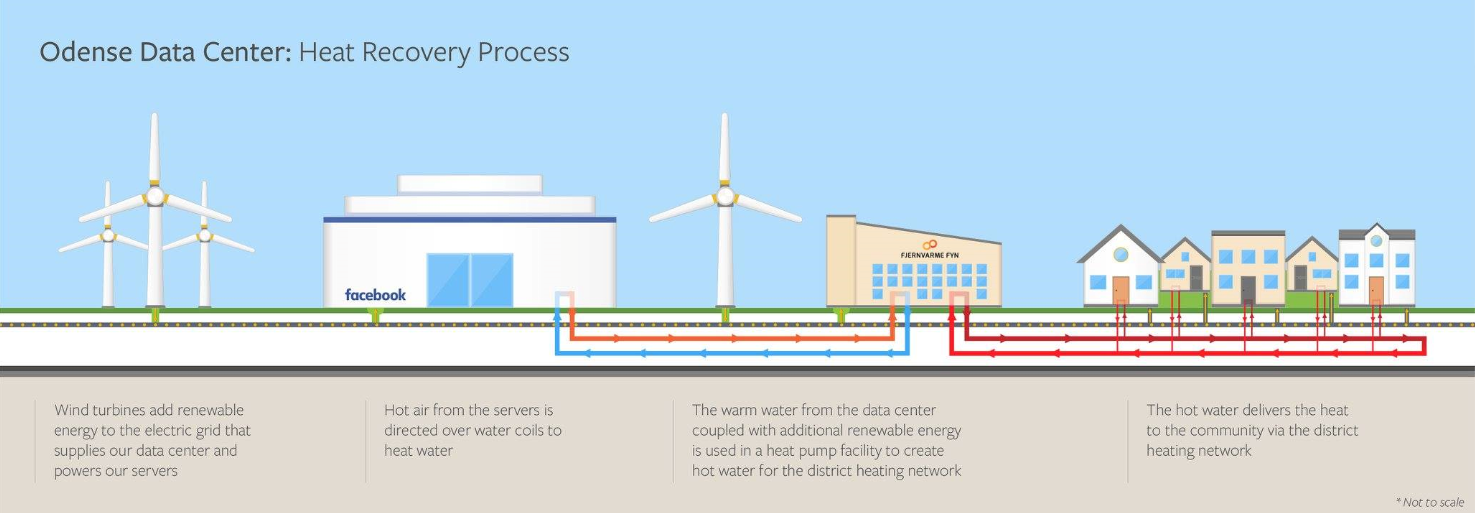 Odense Data Center: Heat Recovery Process
facebook
FJERNVARME FYN
Wind turbines add renewable
energy to the electric grid that
supplies our data center and
powers our servers
Hot air from the servers is
directed over water coils to
heat water
The warm water from the data center
coupled with additional renewable energy
is used in a heat pump facility to create
hot water for the district heating network
The hot water delivers the heat
to the community via the district
heating network
* Not to scale